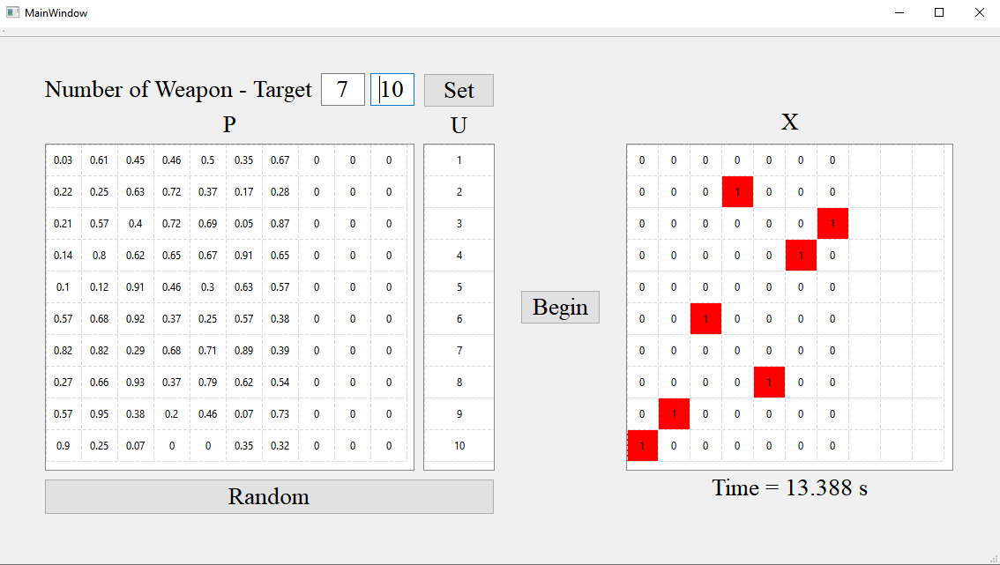 MainWindow
Number of Weapon - Target 7 10 Set
P U X
0.03 0.61 0.45 0.46 0.5 0.35 0.67 0 0 0 1 0 0 0 0 0 0 0
0.22 0.25 0.63 0.72 0.37 0.17 0.28 0 0 0 2 0 0 0 1 0 0 0
0.21 0.57 0.4 0.72 0.69 0.05 0.87 0 0 0 3 0 0 0 0 0 0 1
0.14 0.8 0.62 0.65 0.67 0.91 0.65 0 0 0 4 0 0 0 0 0 1 0
0.1 0.12 0.91 0.46 0.3 0.63 0.57 0 0 0 5 0 0 0 0 0 0 0
Begin
0.57 0.68 0.92 0.37 0.25 0.57 0.38 0 0 0 6 0 0 1 0 0 0 0
0.82 0.82 0.29 0.68 0.71 0.89 0.39 0 0 0 7 0 0 0 0 0 0 0
0.27 0.66 0.93 0.37 0.79 0.62 0.54 0 0 0 8 0 0 0 0 1 0 0
0.57 0.95 0.38 0.2 0.46 0.07 0.73 0 0 0 9 0 1 0 0 0 0 0
0.9 0.25 0.07 0 0 0.35 0.32 0 0 0 10 1 0 0 0 0 0 0
Random
Time = 13.388 s